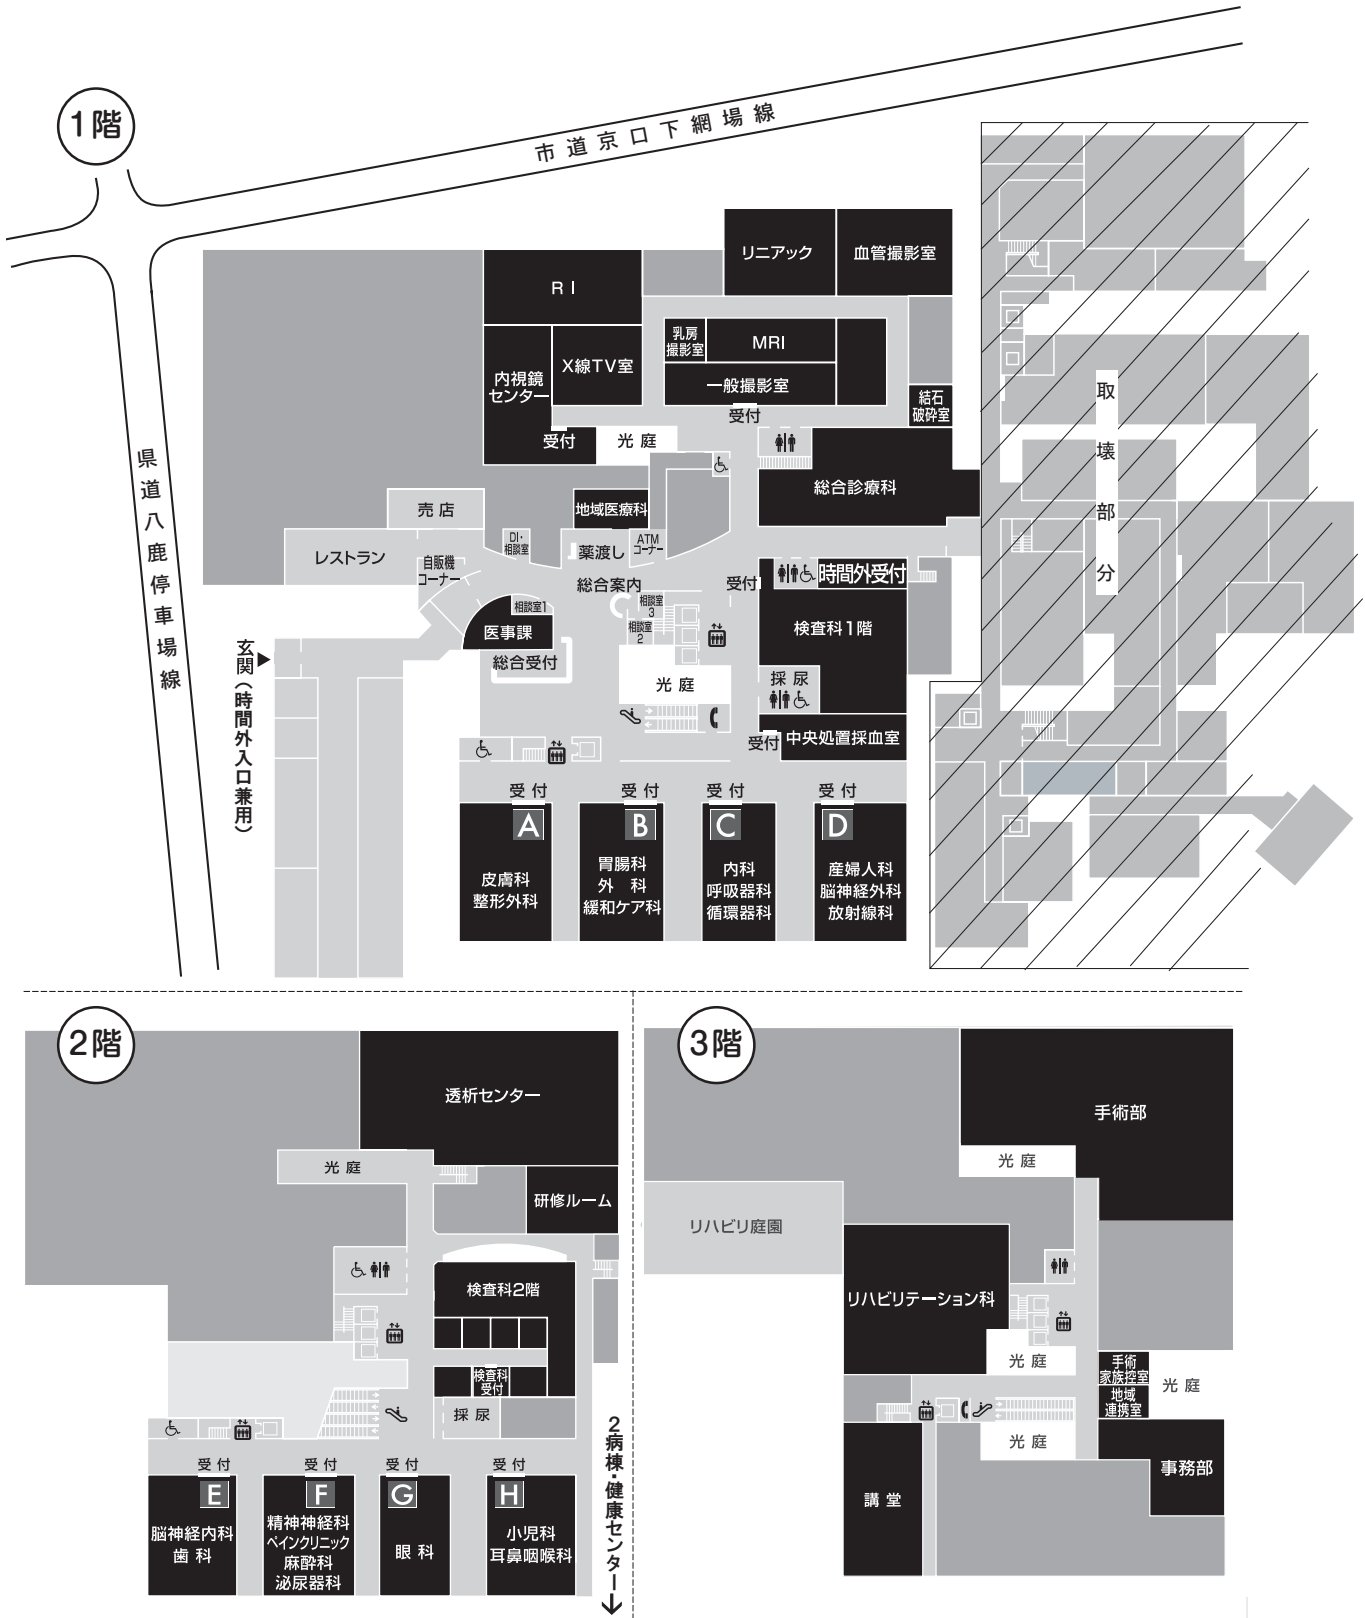 1階
市道京口下網場線
県道八鹿停車場線
リニアック
血管撮影室
RI
乳房
撮影室
MRI
X線TV室
内視鏡
センター
一般撮影室
結石
破砕室
受付
受付
光庭
総合診療科
売店
地域医療科
レストラン
自販機
コーナー
DI・
相談室
薬渡し
ATM
コーナー
総合案内
受付
時間外受付
相談室1
相談室
3
相談室
2
医事課
総合受付
検査科1階
光庭
採尿
受付
中央処置採血室
玄関(時間外入口兼用)
取壊部分
受付
A
皮膚科
整形外科
受付
B
胃腸科
外科
緩和ケア科
受付
C
内科
呼吸器科
循環器科
受付
D
産婦人科
脳神経外科
放射線科
2階
透析センター
光庭
研修ルーム
検査科2階
検査科
受付
採尿
2病棟・健康センター
受付
E
脳神経内科
歯科
受付
F
精神神経科
ペインクリニック
麻酔科
泌尿器科
受付
G
眼科
受付
H
小児科
耳鼻咽喉科
3階
手術部
光庭
リハビリ庭園
リハビリテーション科
光庭
手術
家族控室
地域
連携室
光庭
光庭
事務部
講堂